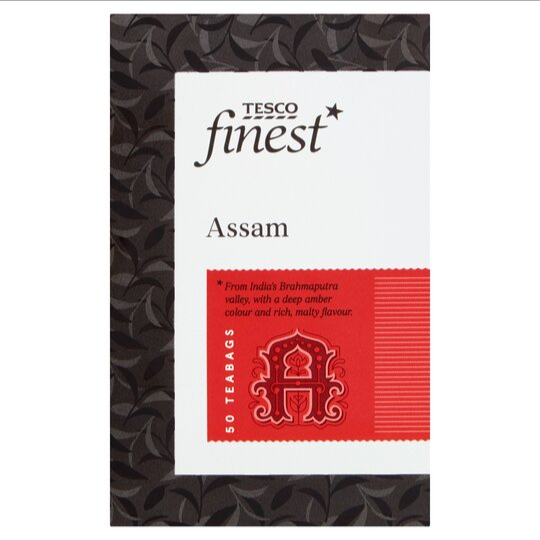 TESCO
finest*
Assam
* From India's Brahmaputra
valley, with a deep amber
colour and rich, malty flavour.
50 TEABAGS
A